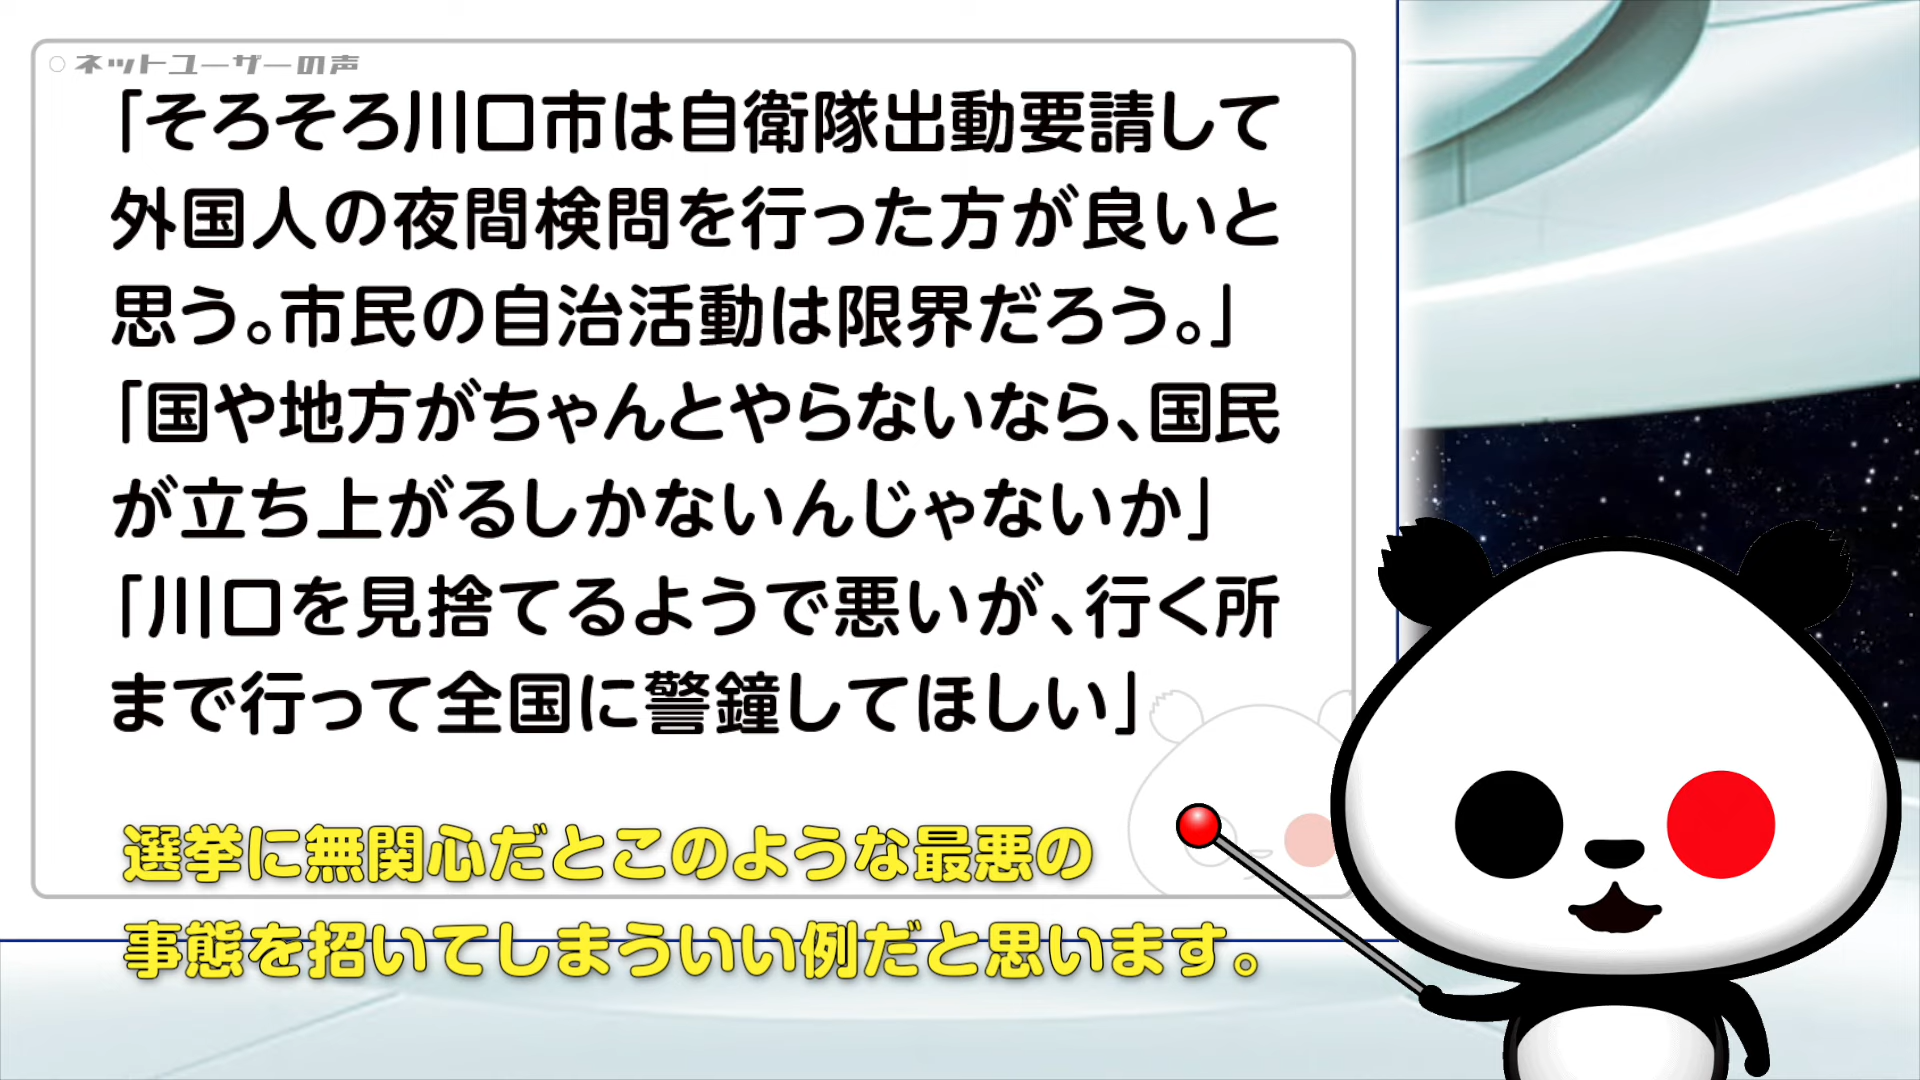 ネットユーザーの声
「そろそろ川口市は自衛隊出動要請して
外国人の夜間検問を行った方が良いと
思う。市民の自治活動は限界だろう。」
「国や地方がちゃんとやらないなら、国民
が立ち上がるしかないんじゃないか」
「川口を見捨てるようで悪いが、行く所
まで行って全国に警鐘してほしい」
選挙に無関心だとこのような最悪の
事態を招いてしまういい例だと思います。